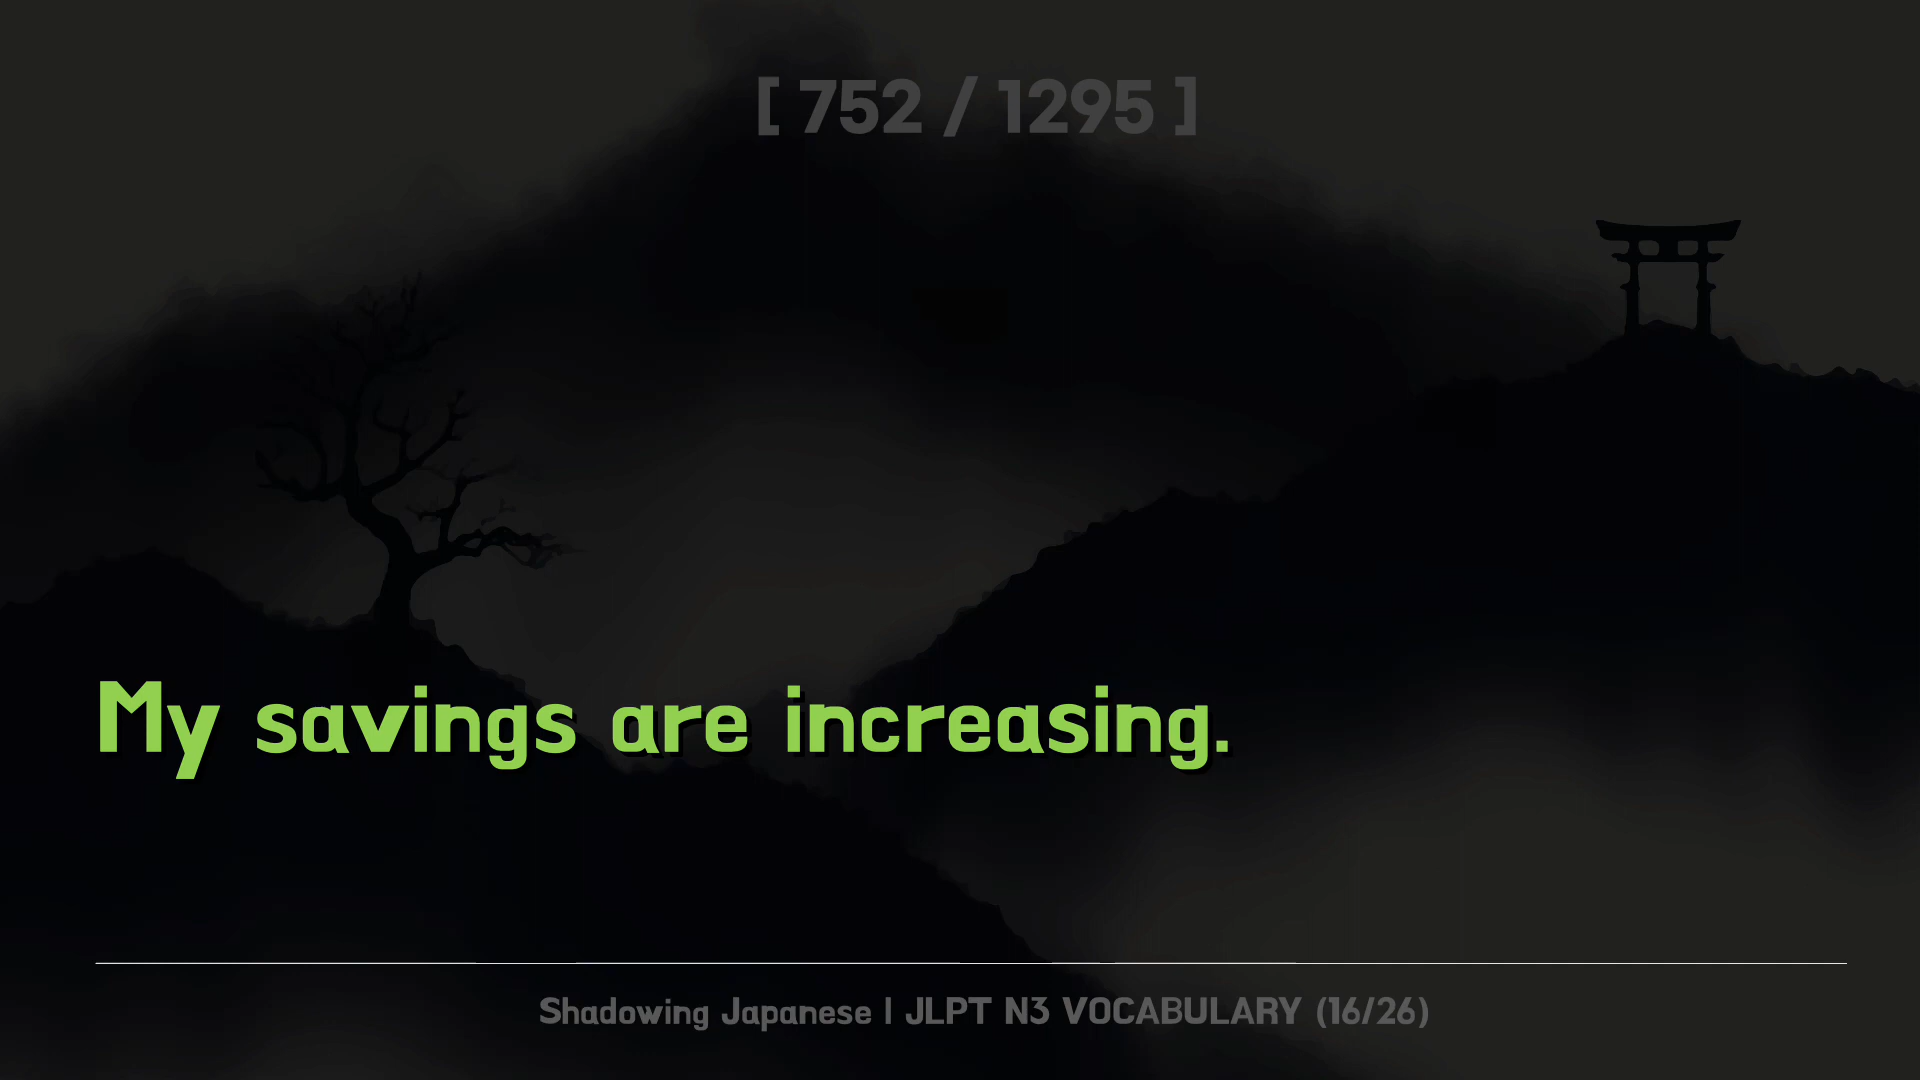 [ 752 / 1295 ]
My savings are increasing.
Shadowing Japanese | JLPT N3 VOCABULARY (16/26)